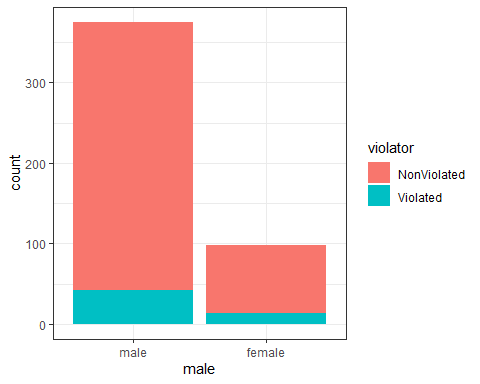 300
200
100
0
count
male female
male
violator
NonViolated
Violated